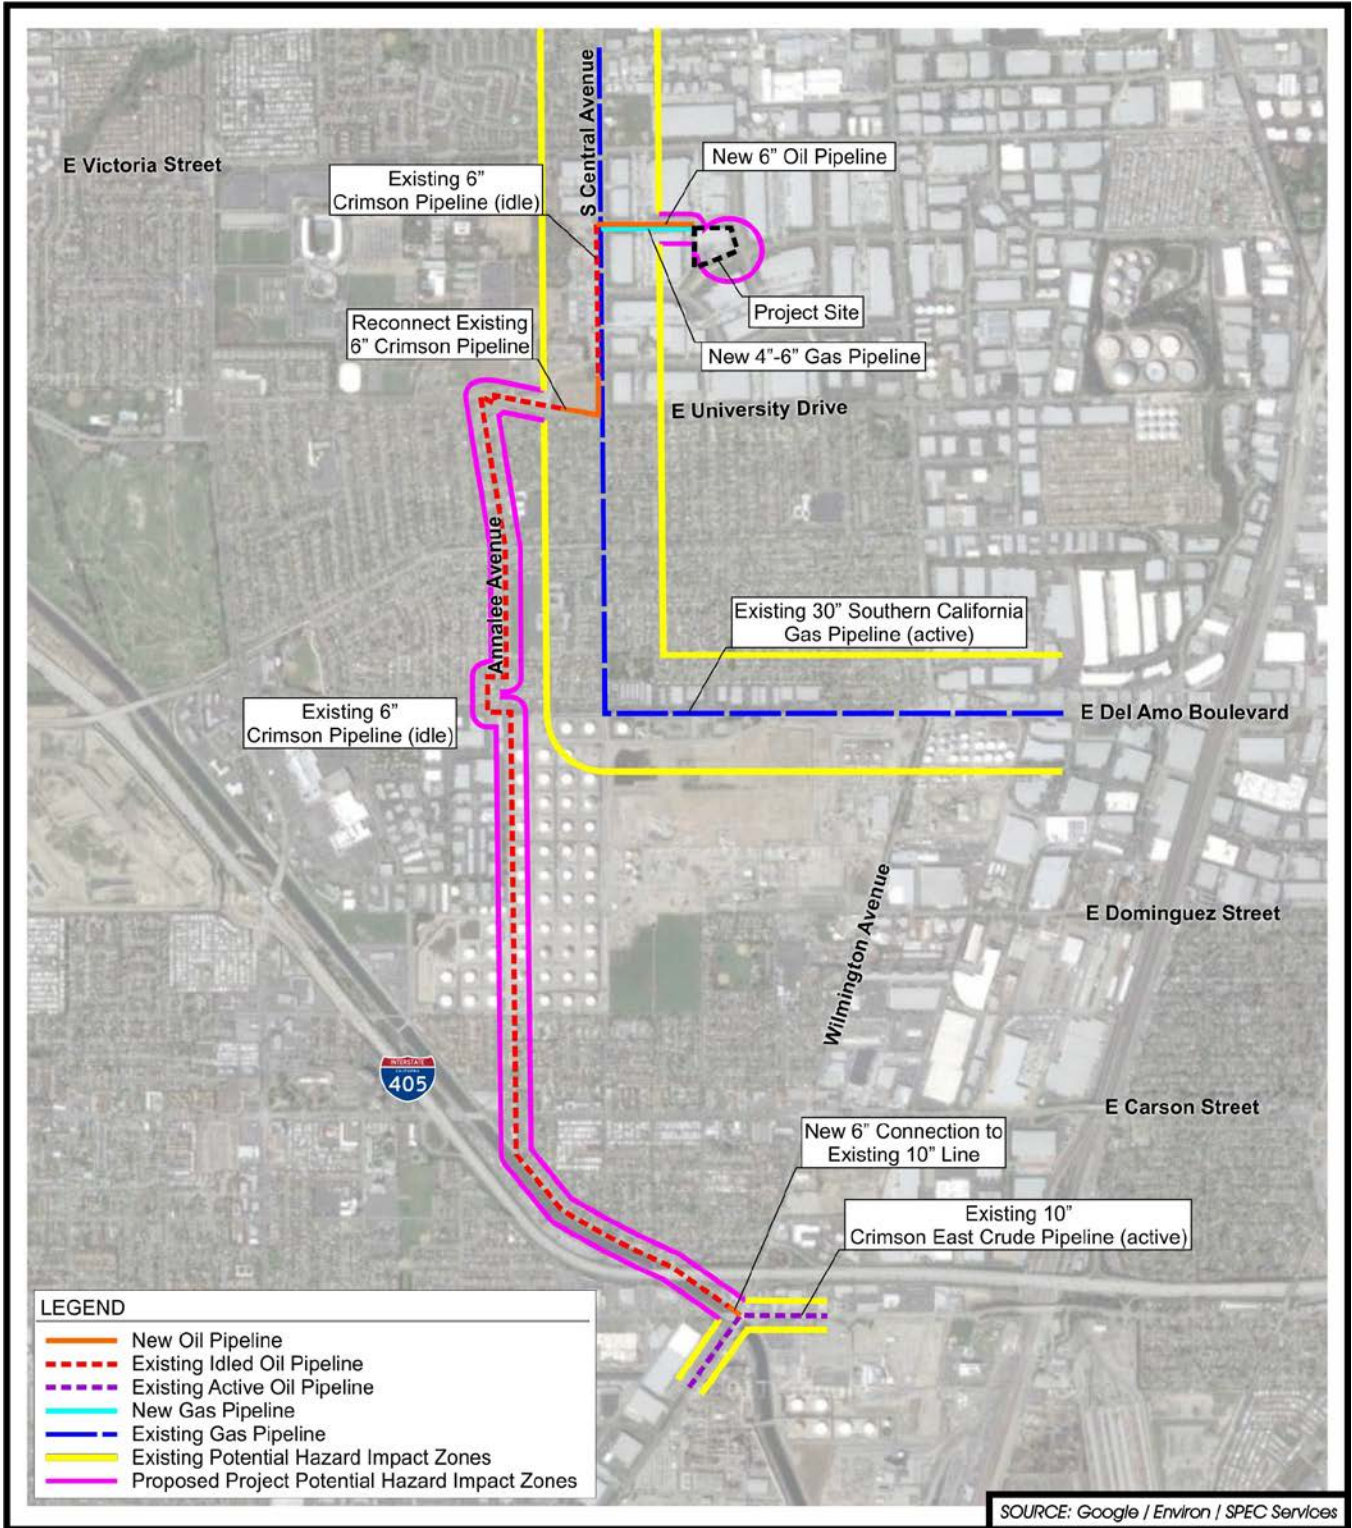 S Central Avenue
E Victoria Street
New 6" Oil Pipeline
Existing 6"
Crimson Pipeline (idle)
Project Site
Reconnect Existing
6" Crimson Pipeline
New 4"-6" Gas Pipeline
E University Drive
Annalee Avenue
Existing 30" Southern California
Gas Pipeline (active)
Existing 6"
Crimson Pipeline (idle)
E Del Amo Boulevard
Wilmington Avenue
E Dominguez Street
INTERSTATE
CALIFORNIA
405
E Carson Street
New 6" Connection to
Existing 10" Line
Existing 10"
Crimson East Crude Pipeline (active)
LEGEND
New Oil Pipeline
Existing Idled Oil Pipeline
Existing Active Oil Pipeline
New Gas Pipeline
Existing Gas Pipeline
Existing Potential Hazard Impact Zones
Proposed Project Potential Hazard Impact Zones
SOURCE: Google / Environ / SPEC Services